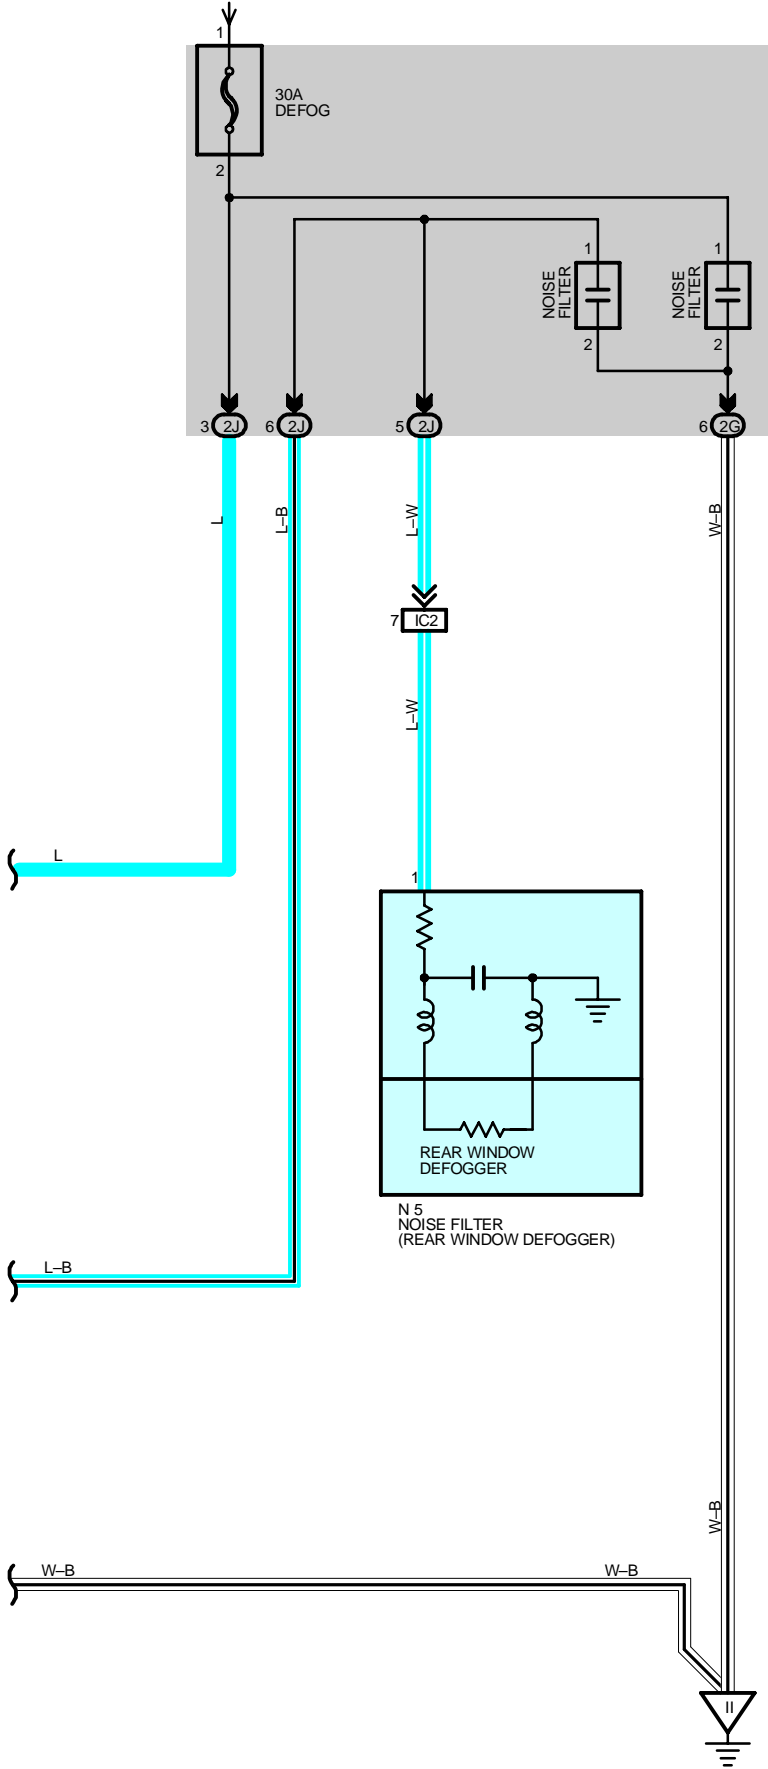 1
30A
DEFOG
2
1
NOISE
FILTER
2
1
NOISE
FILTER
2
3 2J
6 2J
5 2J
6 2G
L
L–B
L–W
W–B
7 IC2
L–W
L
1
REAR WINDOW
DEFOGGER
N 5
NOISE FILTER
(REAR WINDOW DEFOGGER)
L–B
W–B
W–B
W–B
II